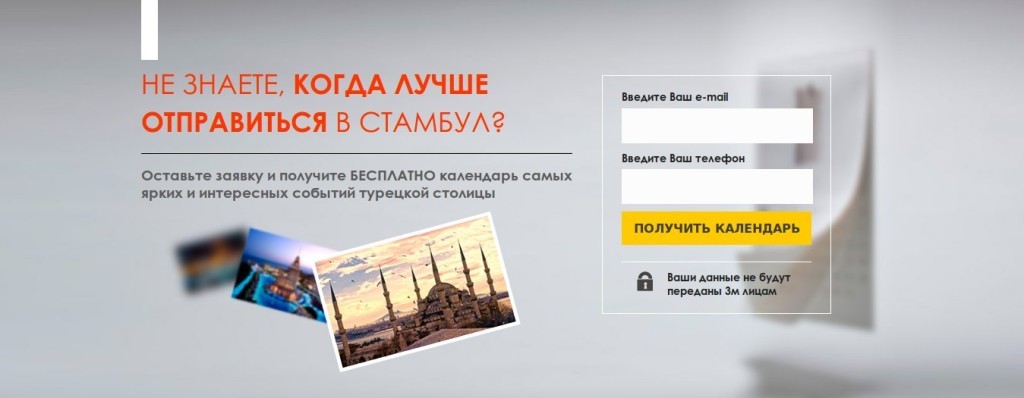 НЕ ЗНАЕТЕ, КОГДА ЛУЧШЕ
ОТПРАВИТЬСЯ В СТАМБУЛ?
Оставьте заявку и получите БЕСПЛАТНО календарь самых
ярких и интересных событий турецкой столицы
Введите Ваш e-mail
Введите Ваш телефон
ПОЛУЧИТЬ КАЛЕНДАРЬ
Ваши данные не будут
переданы 3м лицам